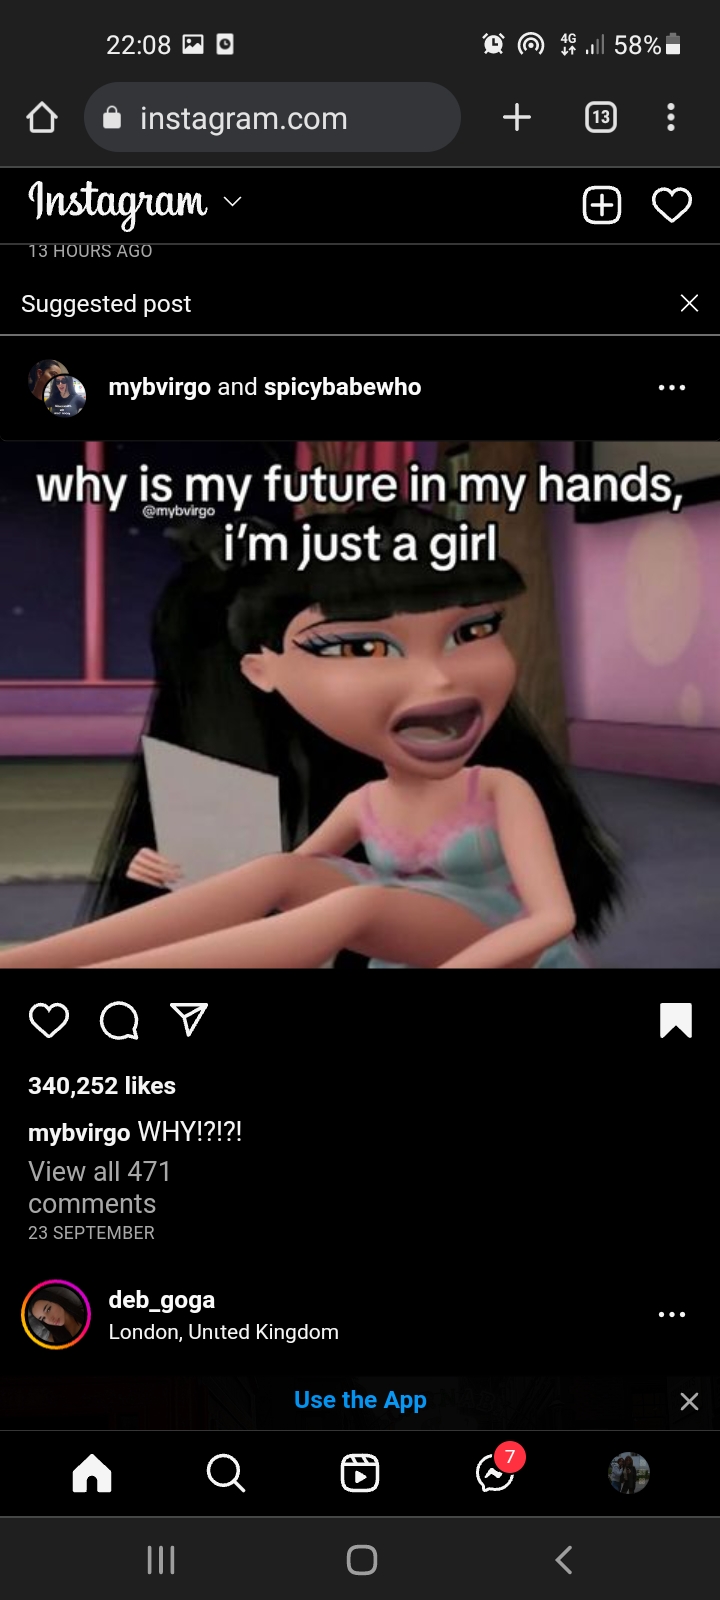 22:08
4G
58%
instagram.com
13
Instagram
13 HOURS AGO
Suggested post
mybvirgo and spicybabewho
why is my future in my hands,
@mybvirgo
i'm just a girl
340,252 likes
mybvirgo WHY!?!?!
View all 471
comments
23 SEPTEMBER
deb_goga
London, United Kingdom
Use the App
7